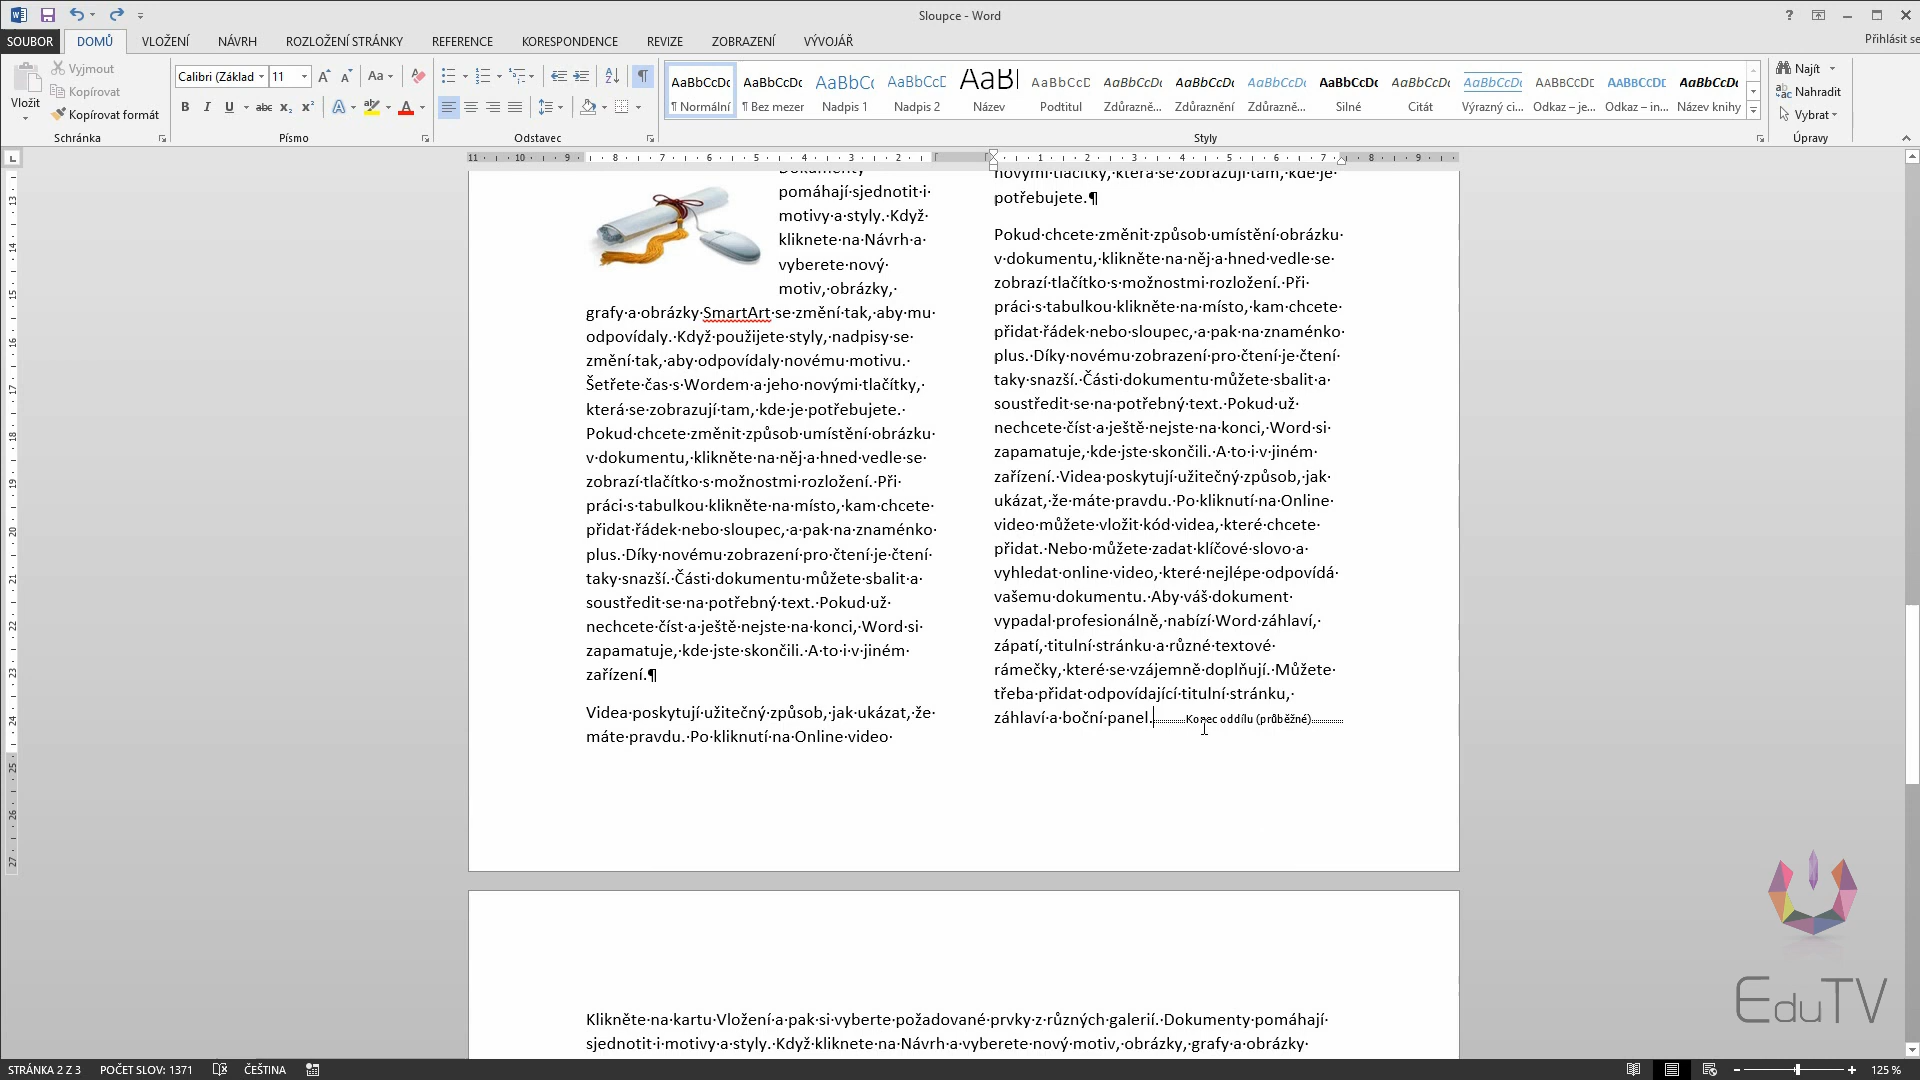 Sloupce - Word
SOUBOR DOMŮ VLOŽENÍ NÁVRH ROZLOŽENÍ STRÁNKY REFERENCE KORESPONDENCE REVIZE ZOBRAZENÍ VÝVOJÁŘ
Přihlásit se
Vložit
Vyjmout
Kopírovat
Kopírovat formát
Schránka
Calibri (Základ 11
Písmo
Odstavec
¶ Normální ¶ Bez mezer Nadpis 1 Nadpis 2 Název Podtitul Zdůrazně... Zdůraznění Zdůrazně... Silné Citát Výrazný ci... Odkaz – je... Odkaz – in... Název knihy
Styly
Najít
Nahradit
Vybrat
Úpravy
Dokumenty
pomáhají·sjednotit·i·
motivy·a·styly.·Když·
kliknete·na·Návrh·a·
vyberete·nový·
motiv,·obrázky,·
grafy·a·obrázky·SmartArt·se·změní·tak,·aby·mu·
odpovídaly.·Když·použijete·styly,·nadpisy·se·
změní·tak,·aby·odpovídaly·novému·motivu.·
Šetřete·čas·s·Wordem·a·jeho·novými·tlačítky,·
která·se·zobrazují·tam,·kde·je·potřebujete.·
Pokud·chcete·změnit·způsob·umístění·obrázku·
v·dokumentu,·klikněte·na·něj·a·hned·vedle·se·
zobrazí·tlačítko·s·možnostmi·rozložení.·Při·
práci·s·tabulkou·klikněte·na·místo,·kam·chcete·
přidat·řádek·nebo·sloupec,·a·pak·na·znaménko·
plus.·Díky·novému·zobrazení·pro·čtení·je·čtení·
taky·snazší.·Části·dokumentu·můžete·sbalit·a·
soustředit·se·na·potřebný·text.·Pokud·už·
nechcete·číst·a·ještě·nejste·na·konci,·Word·si·
zapamatuje,·kde·jste·skončili.·A·to·i·v·jiném·
zařízení.¶
Videa·poskytují·užitečný·způsob,·jak·ukázat,·že·
máte·pravdu.·Po·kliknutí·na·Online·video·
novými·tlačítky,·která·se·zobrazují·tam,·kde·je·
potřebujete.¶
Pokud·chcete·změnit·způsob·umístění·obrázku·
v·dokumentu,·klikněte·na·něj·a·hned·vedle·se·
zobrazí·tlačítko·s·možnostmi·rozložení.·Při·
práci·s·tabulkou·klikněte·na·místo,·kam·chcete·
přidat·řádek·nebo·sloupec,·a·pak·na·znaménko·
plus.·Díky·novému·zobrazení·pro·čtení·je·čtení·
taky·snazší.·Části·dokumentu·můžete·sbalit·a·
soustředit·se·na·potřebný·text.·Pokud·už·
nechcete·číst·a·ještě·nejste·na·konci,·Word·si·
zapamatuje,·kde·jste·skončili.·A·to·i·v·jiném·
zařízení.·Videa·poskytují·užitečný·způsob,·jak·
ukázat,·že·máte·pravdu.·Po·kliknutí·na·Online·
video·můžete·vložit·kód·videa,·které·chcete·
přidat.·Nebo·můžete·zadat·klíčové·slovo·a·
vyhledat·online·video,·které·nejlépe·odpovídá·
vašemu·dokumentu.·Aby·váš·dokument·
vypadal·profesionálně,·nabízí·Word·záhlaví,·
zápatí,·titulní·stránku·a·různé·textové·
rámečky,·které·se·vzájemně·doplňují.·Můžete·
třeba·přidat·odpovídající·titulní·stránku,·
záhlaví·a·boční·panel. Konec oddílu (průběžné)
Klikněte·na·kartu·Vložení·a·pak·si·vyberte·požadované·prvky·z·různých·galerií.·Dokumenty·pomáhají·
sjednotit·i·motivy·a·styly.·Když·kliknete·na·Návrh·a·vyberete·nový·motiv,·obrázky,·grafy·a·obrázky·
EduTV
STRÁNKA 2 Z 3 POČET SLOV: 1371 ČEŠTINA 125 %